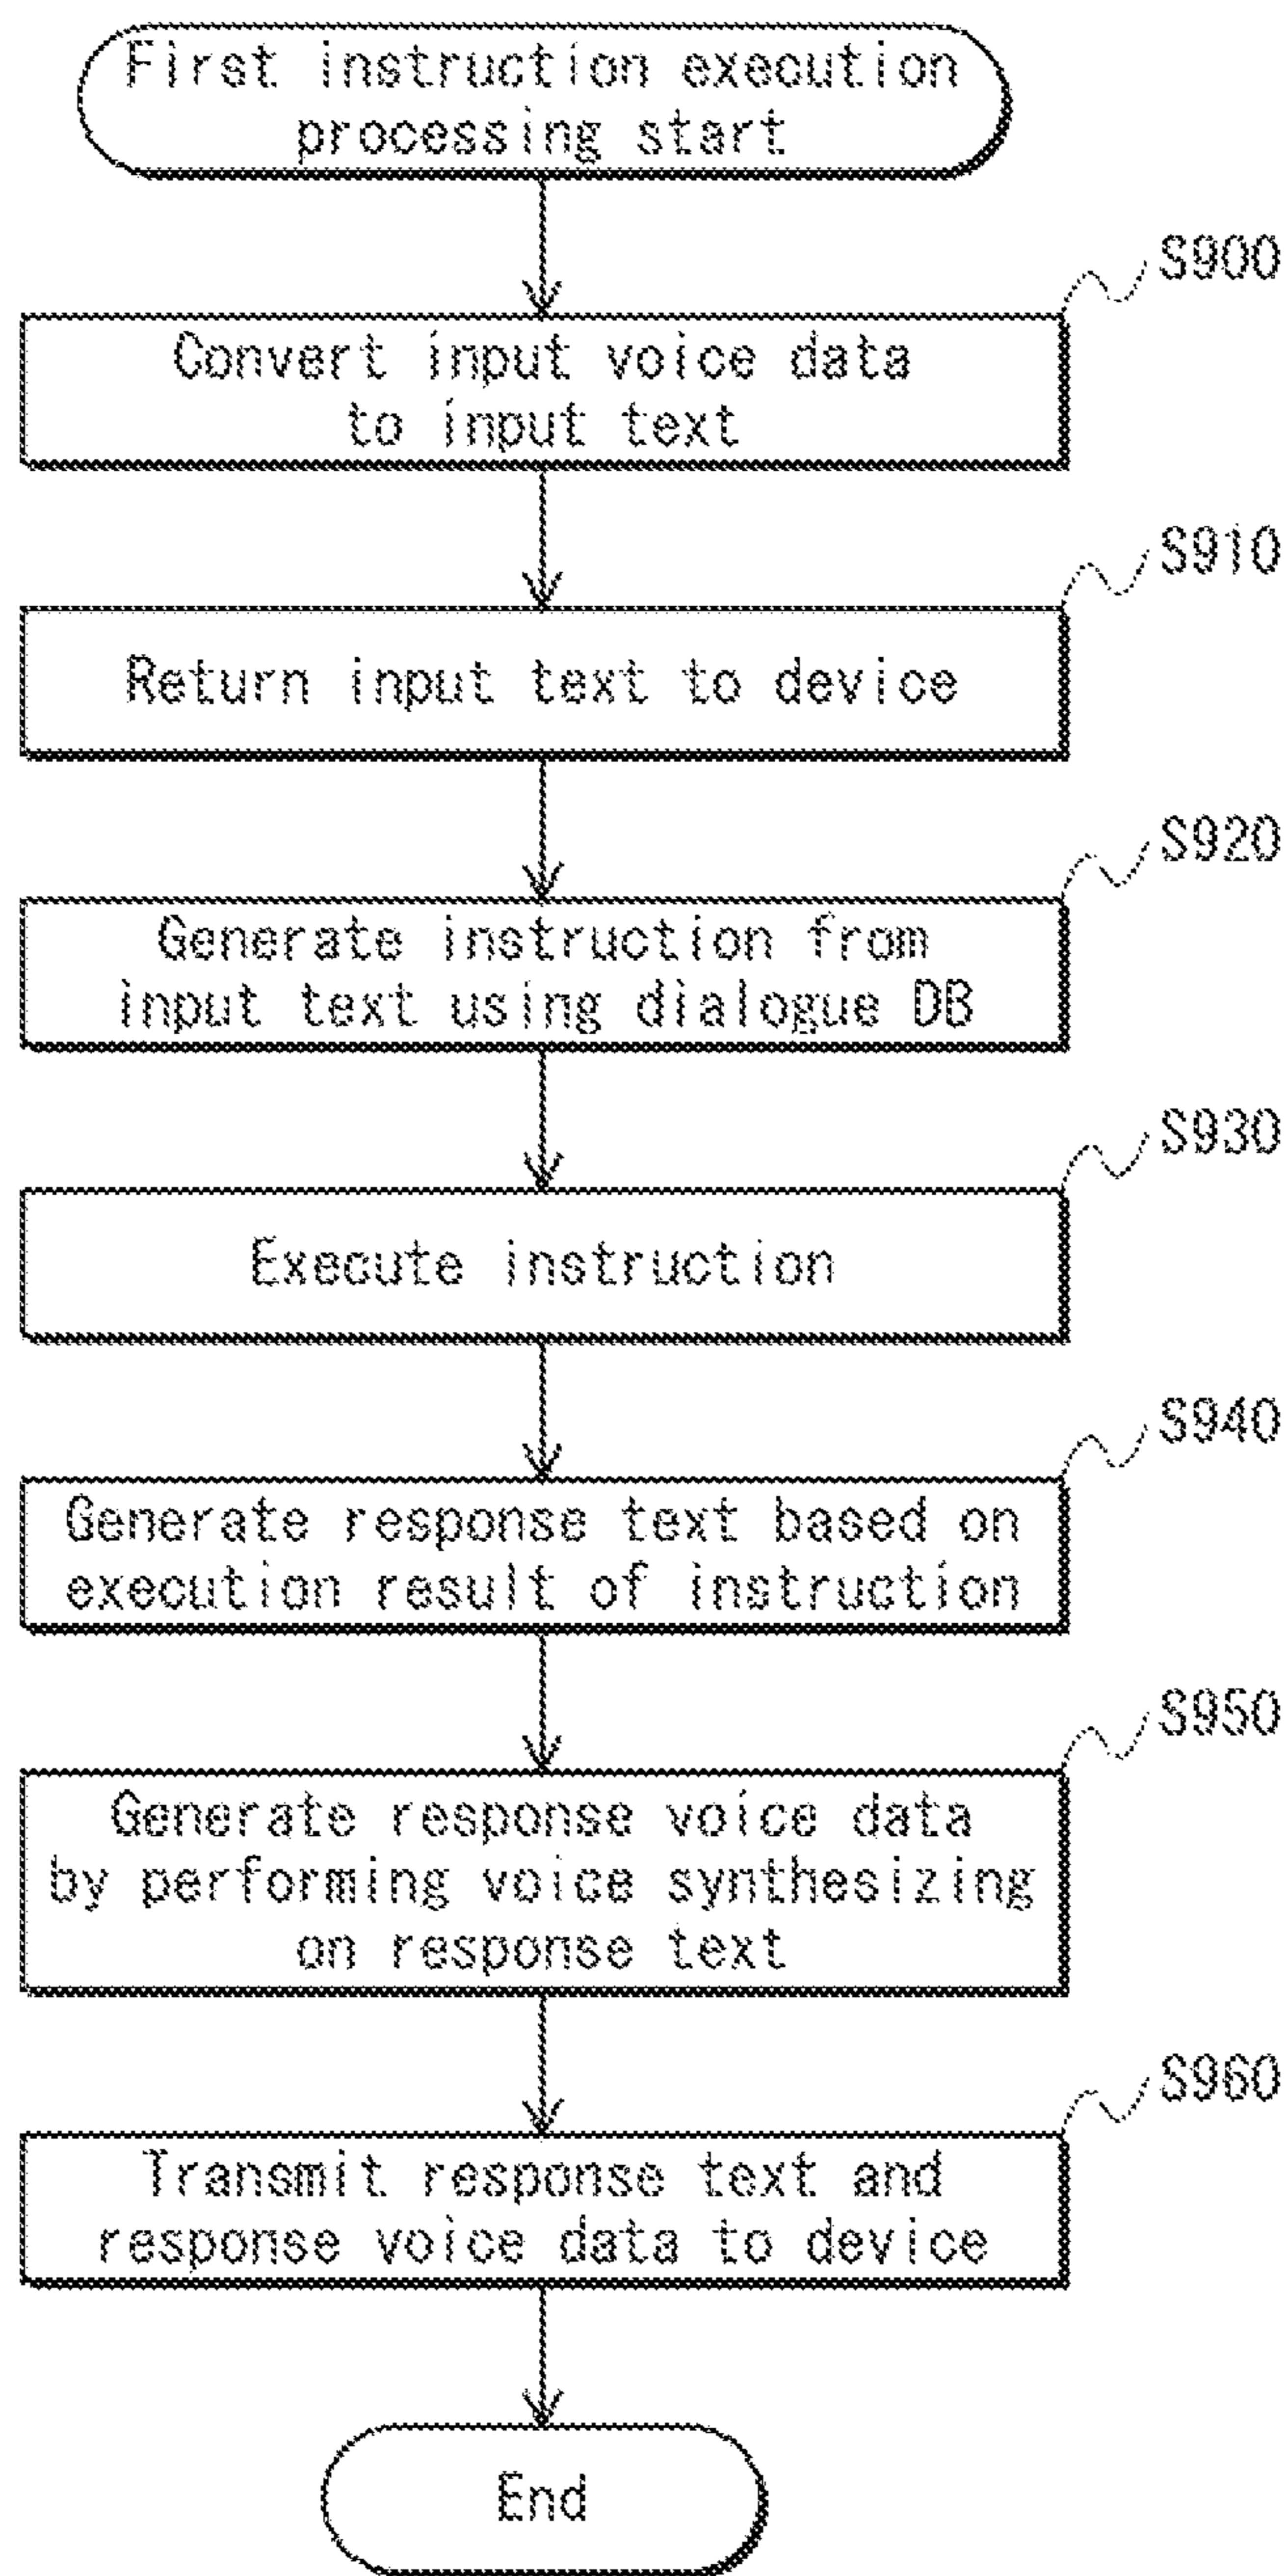 First instruction execution
processing start
S900
Convert input voice data
to input text
S910
Return input text to device
S920
Generate instruction from
input text using dialogue DB
S930
Execute instruction
S940
Generate response text based on
execution result of instruction
S950
Generate response voice data
by performing voice synthesizing
on response text
S960
Transmit response text and
response voice data to device
End